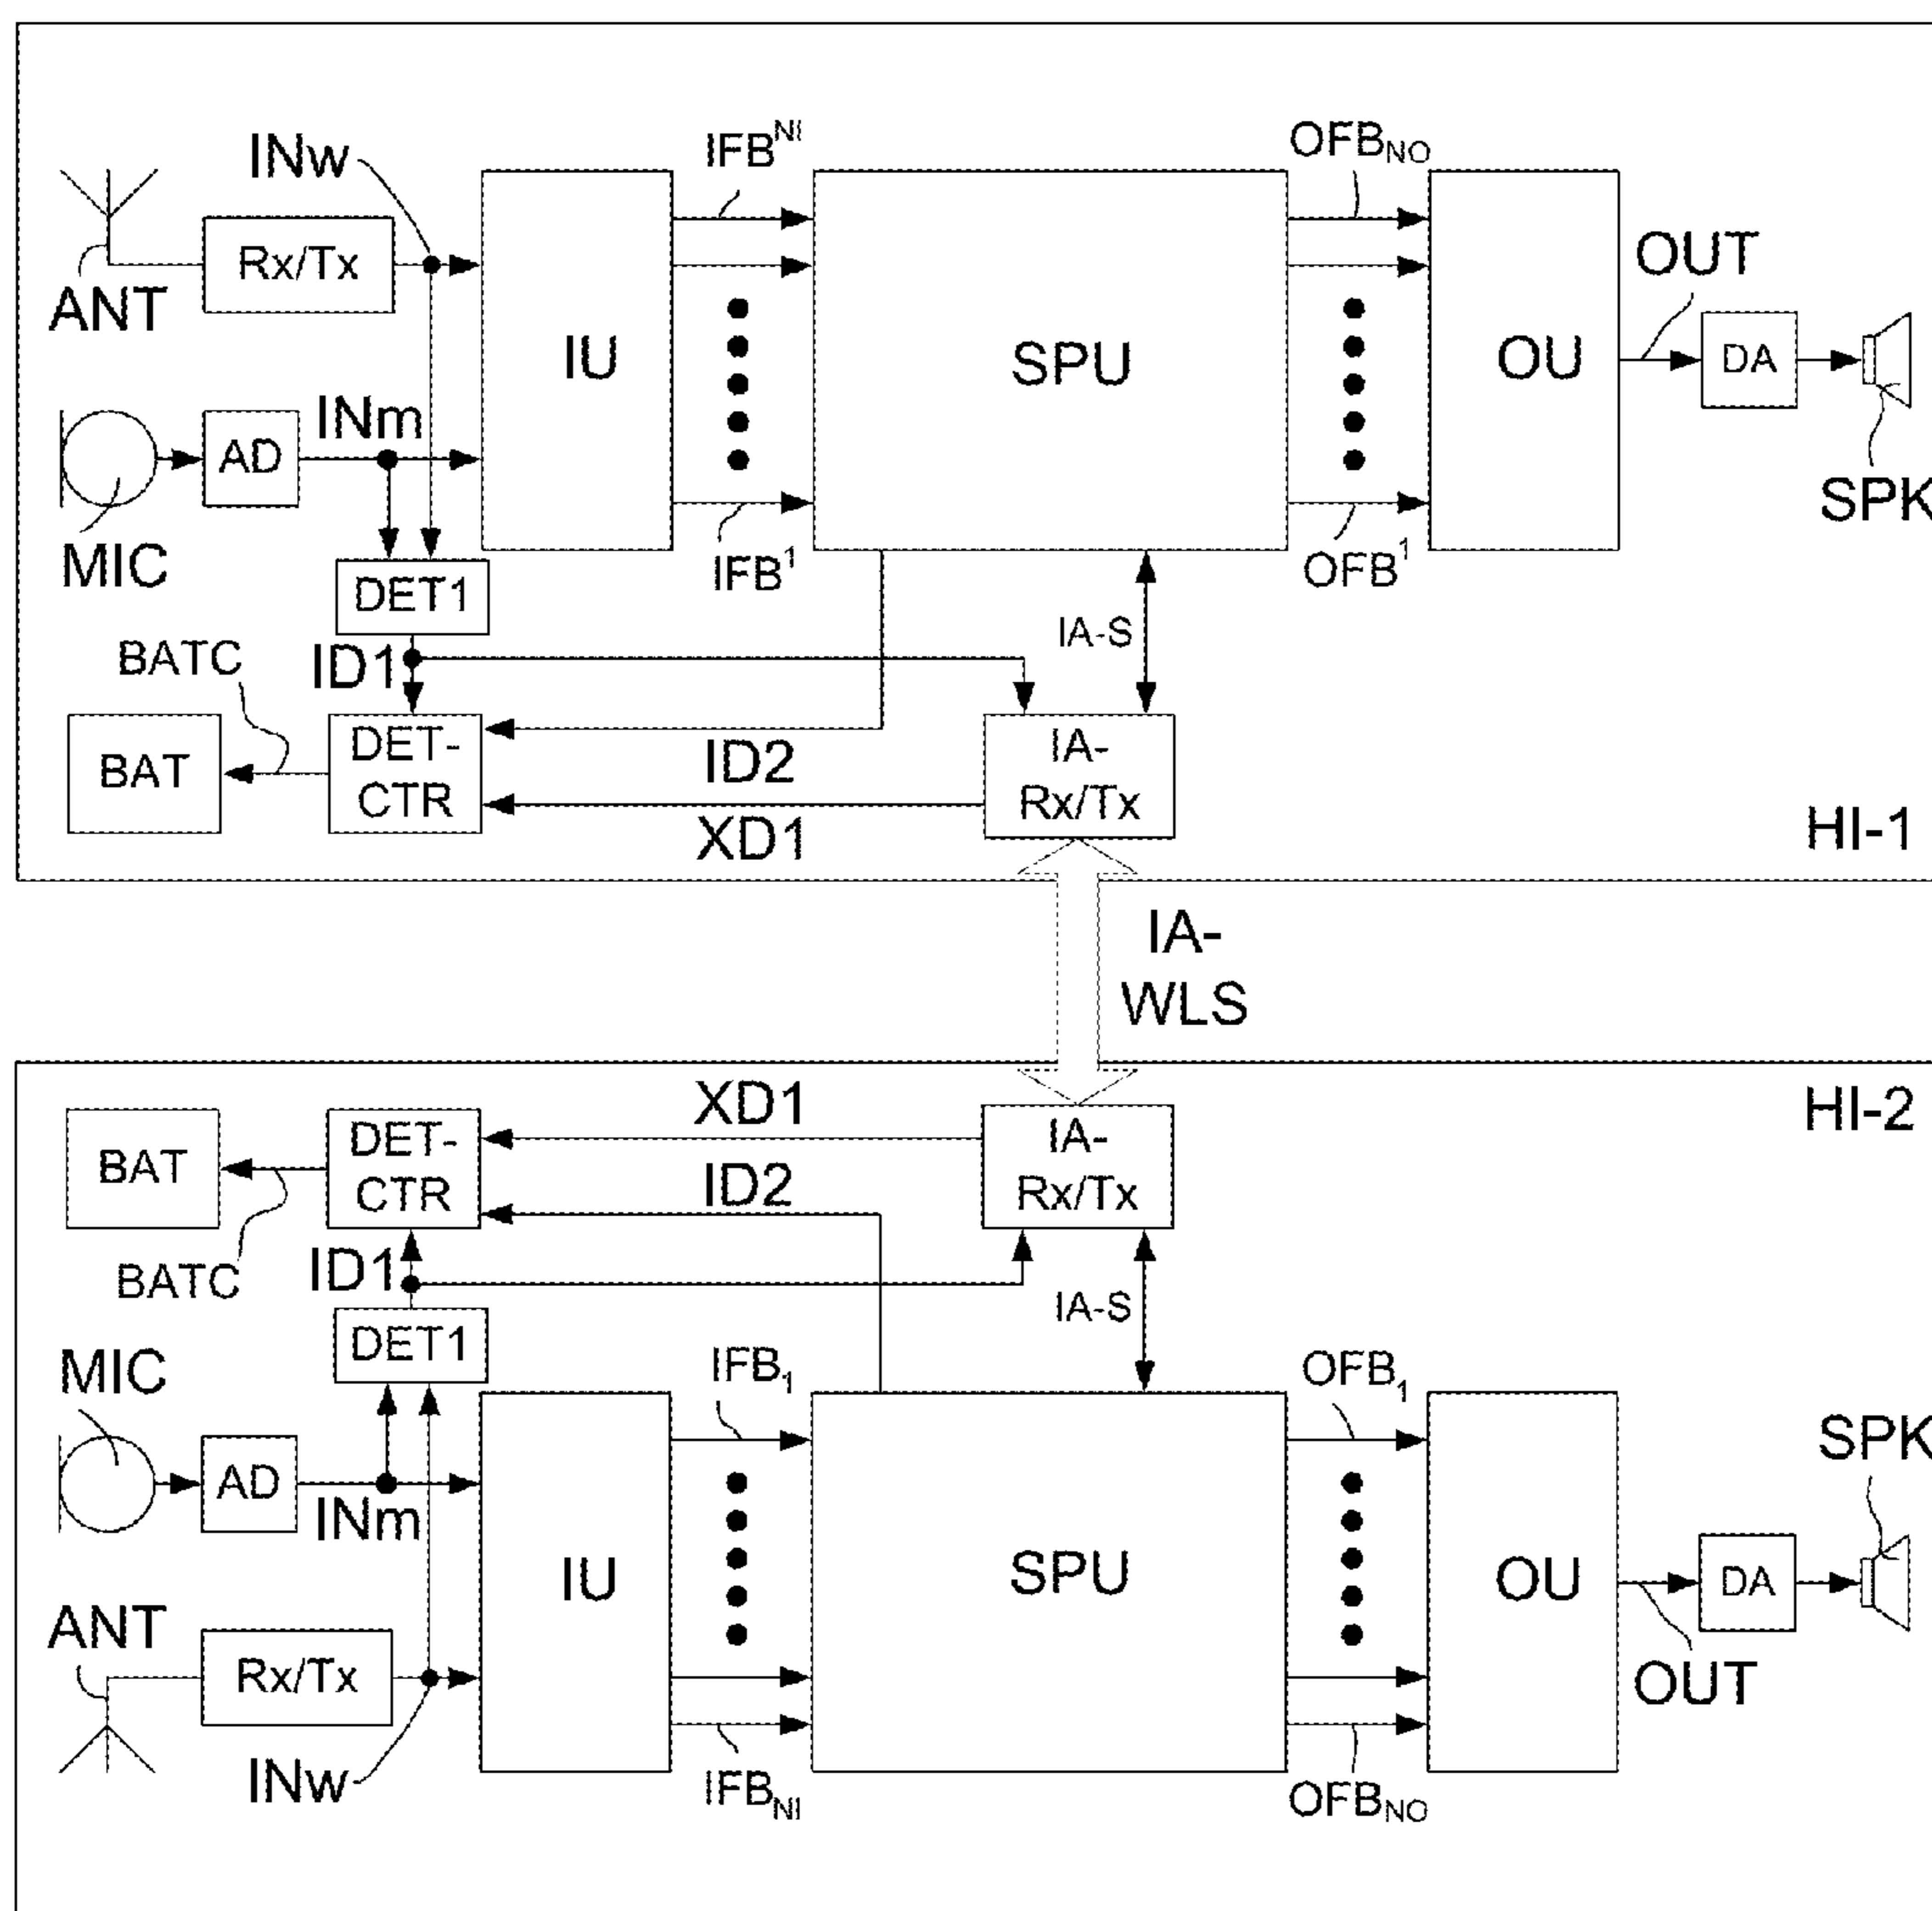 INw
IFB^NI
OFB_NO
ANT
Rx/Tx
IU
SPU
OU
OUT
DA
SPK
MIC
AD
INm
IFB^1
OFB^1
DET1
ID1
IA-S
BATC
BAT
DET-
CTR
ID2
XD1
IA-
Rx/Tx
HI-1
IA-
WLS
HI-2
XD1
IA-
Rx/Tx
BAT
DET-
CTR
ID2
BATC
ID1
IA-S
DET1
MIC
AD
INm
IFB_1
OFB_1
IU
SPU
OU
SPK
DA
OUT
ANT
Rx/Tx
INw
IFB_NI
OFB_NO